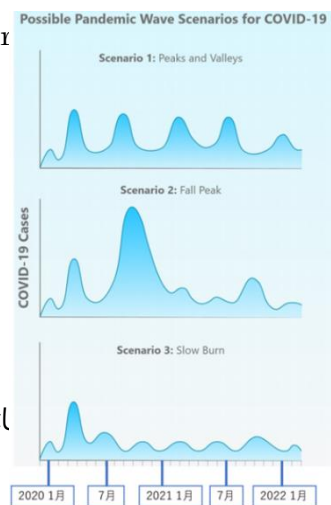 Possible Pandemic Wave Scenarios for COVID-19
Scenario 1: Peaks and Valleys
Scenario 2: Fall Peak
COVID-19 Cases
Scenario 3: Slow Burn
2020 1月 7月 2021 1月 7月 2022 1月